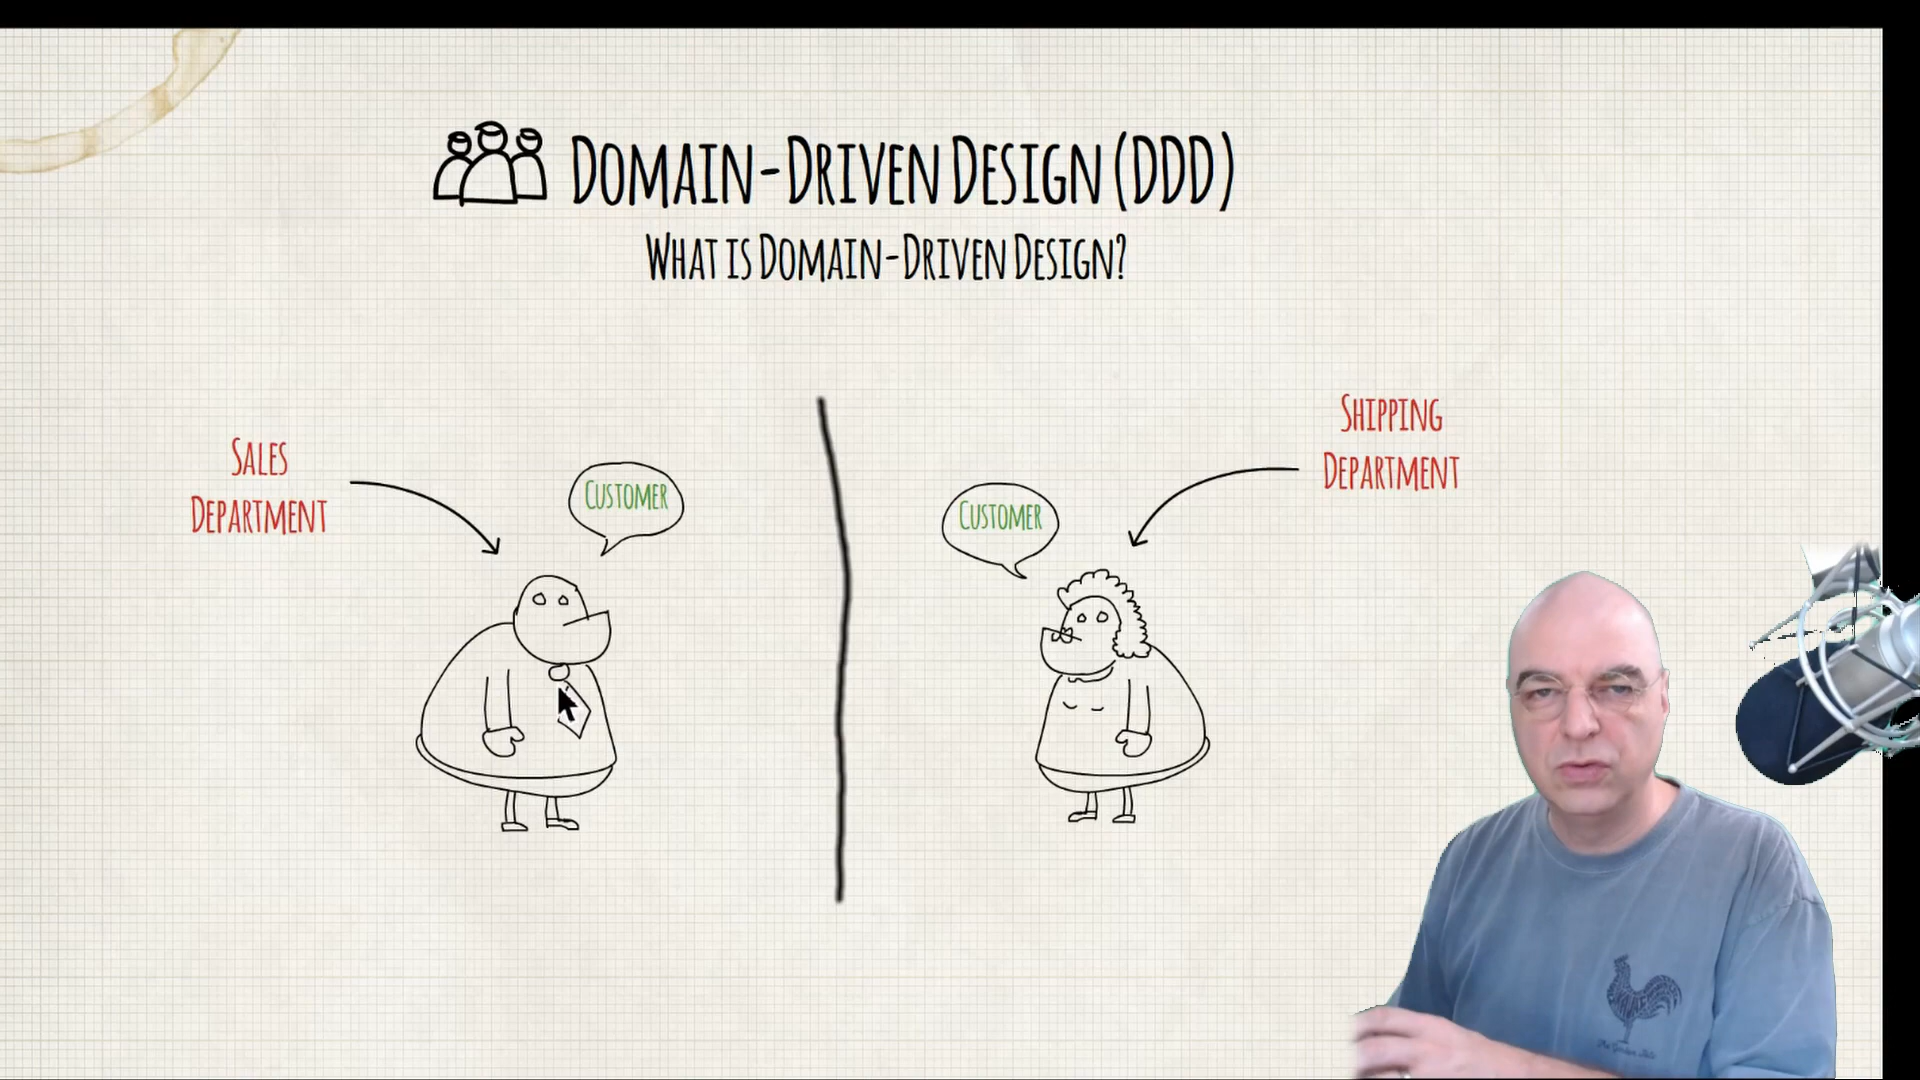 Domain-Driven Design (DDD)
What is Domain-Driven Design?
Sales
Department
Customer
Customer
Shipping
Department